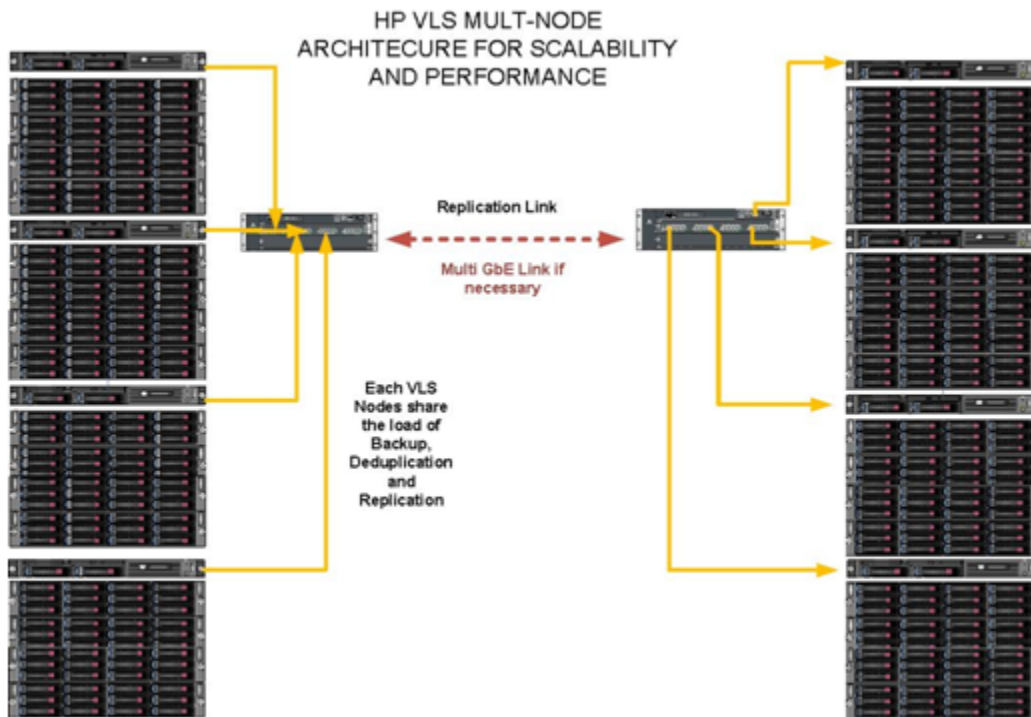 HP VLS MULT-NODE
ARCHITECURE FOR SCALABILITY
AND PERFORMANCE
Replication Link
Multi GbE Link if
necessary
Each VLS
Nodes share
the load of
Backup,
Deduplication
and
Replication